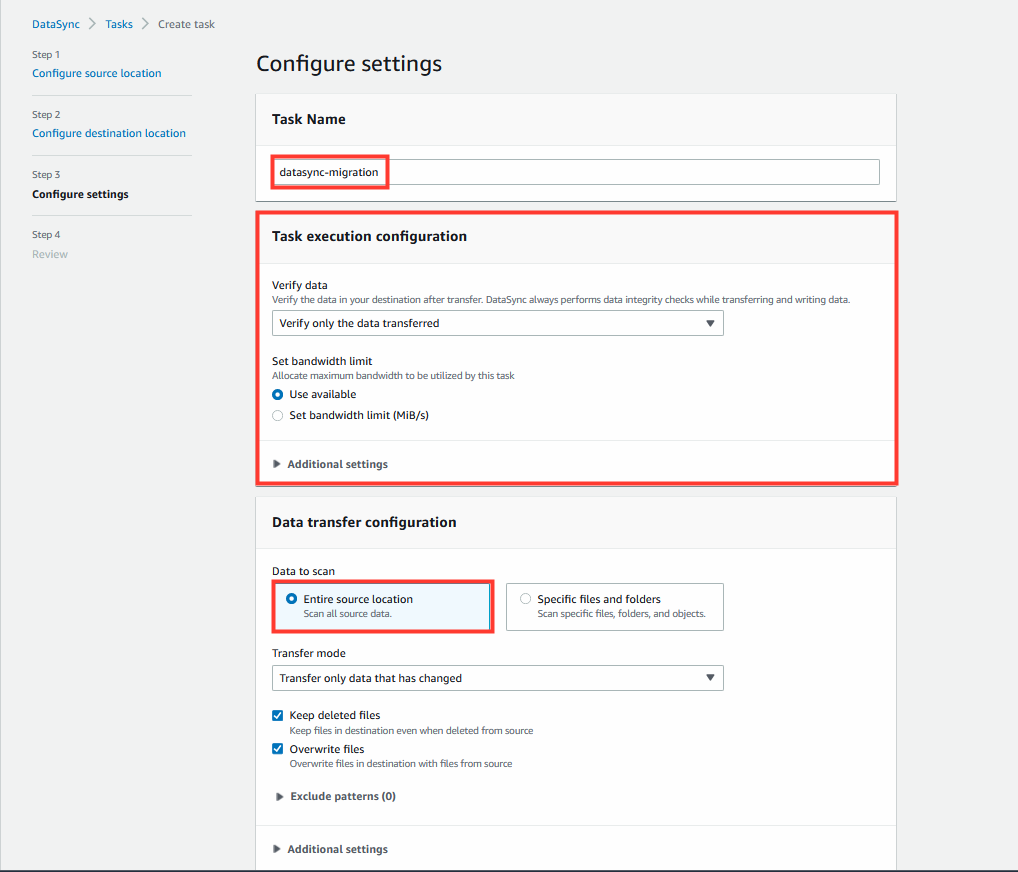 DataSync
Tasks
Create task
Step 1
Configure source location
Step 2
Configure destination location
Step 3
Configure settings
Step 4
Review
Configure settings
Task Name
datasync-migration
Task execution configuration
Verify data
Verify the data in your destination after transfer. DataSync always performs data integrity checks while transferring and writing data.
Verify only the data transferred
Set bandwidth limit
Allocate maximum bandwidth to be utilized by this task
Use available
Set bandwidth limit (MiB/s)
Additional settings
Data transfer configuration
Data to scan
Entire source location
Scan all source data.
Specific files and folders
Scan specific files, folders, and objects.
Transfer mode
Transfer only data that has changed
Keep deleted files
Keep files in destination even when deleted from source
Overwrite files
Overwrite files in destination with files from source
Exclude patterns (0)
Additional settings